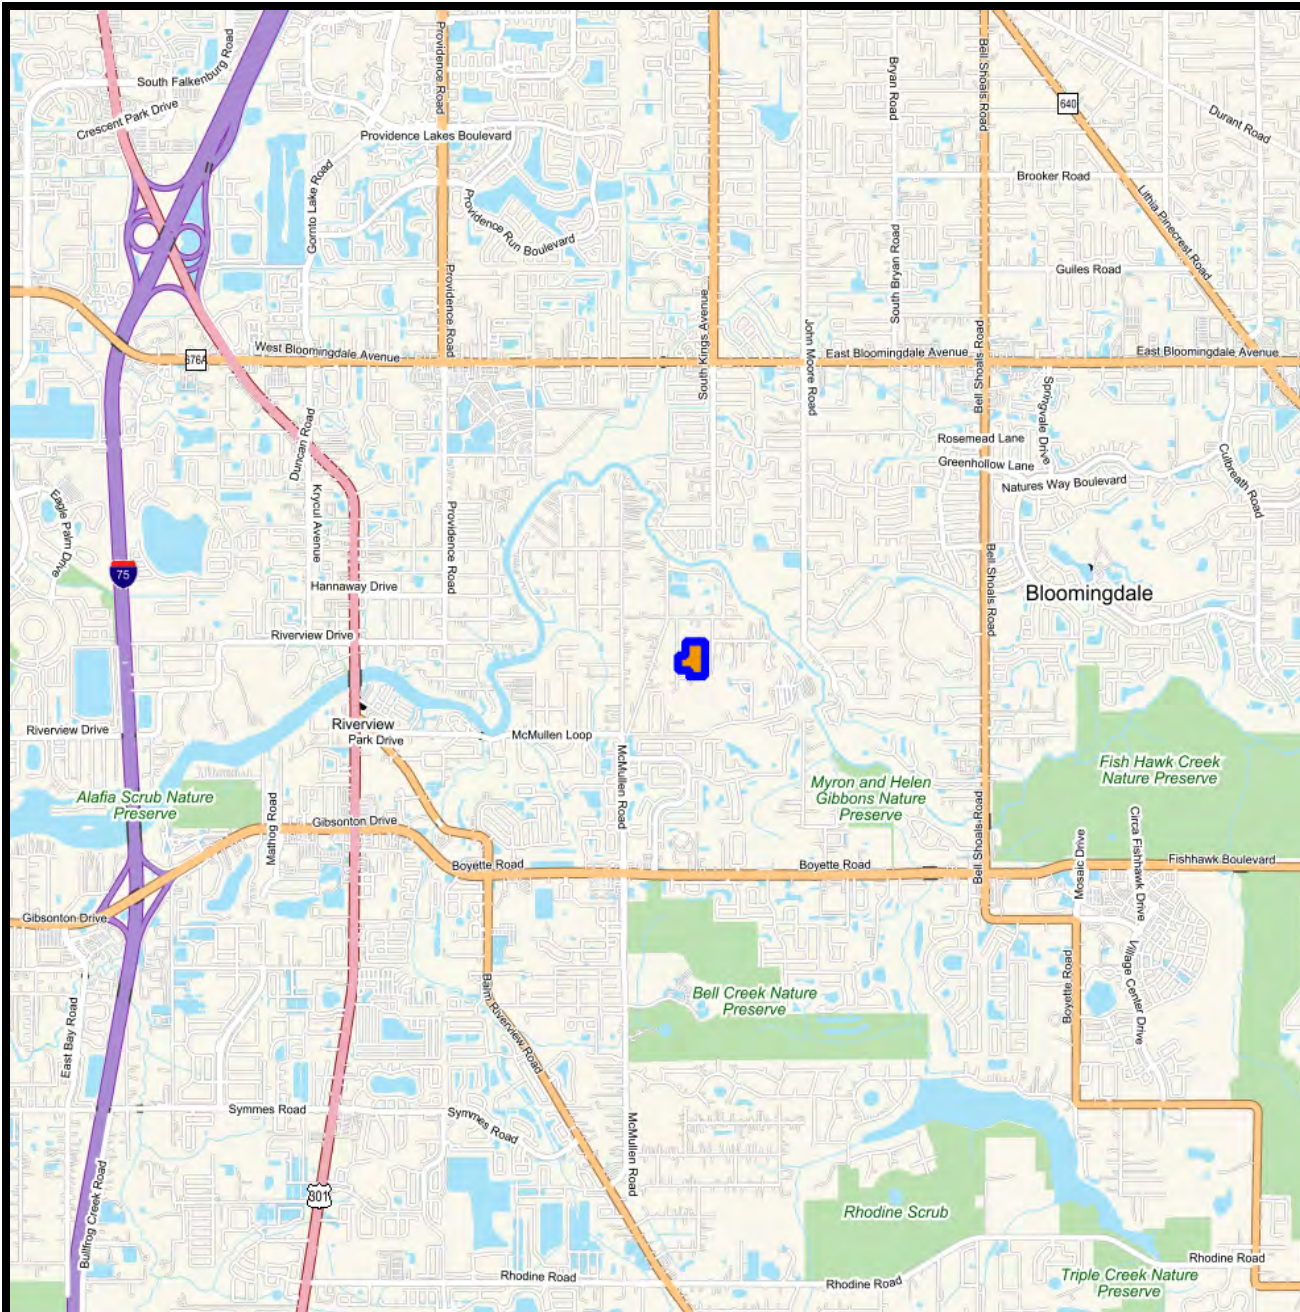 South Falkenburg Road
Providence Road
Bell Shoals Road
Bryan Road
640
Durant Road
Crescent Park Drive
Providence Lakes Boulevard
Gornto Lake Road
Brooker Road
Lithia Pinecrest Road
Providence Run Boulevard
South Bryan Road
Guiles Road
Providence Road
South Kings Avenue
John Moore Road
Bell Shoals Road
676A
West Bloomingdale Avenue
East Bloomingdale Avenue
East Bloomingdale Avenue
Duncan Road
Springvale Drive
Rosemead Lane
Greenhollow Lane
Natures Way Boulevard
Culbreath Road
Eagle Palm Drive
Krycul Avenue
Providence Road
75
Hannaway Drive
Bell Shoals Road
Bloomingdale
Riverview Drive
Riverview Drive
Riverview
Park Drive
McMullen Loop
McMullen Road
Fish Hawk Creek
Nature Preserve
Myron and Helen
Gibbons Nature
Preserve
Alafia Scrub Nature
Preserve
Mathog Road
Gibsonton Drive
Bell Shoals Road
Circa Fishhawk Drive
Mosaic Drive
Boyette Road
Boyette Road
Fishhawk Boulevard
Gibsonton Drive
Village Center Drive
Boyette Road
Balm Riverview Road
Bell Creek Nature
Preserve
East Bay Road
Symmes Road
Symmes Road
McMullen Road
Bullfrog Creek Road
301
Rhodine Scrub
Rhodine Road
Rhodine Road
Rhodine Road
Triple Creek Nature
Preserve